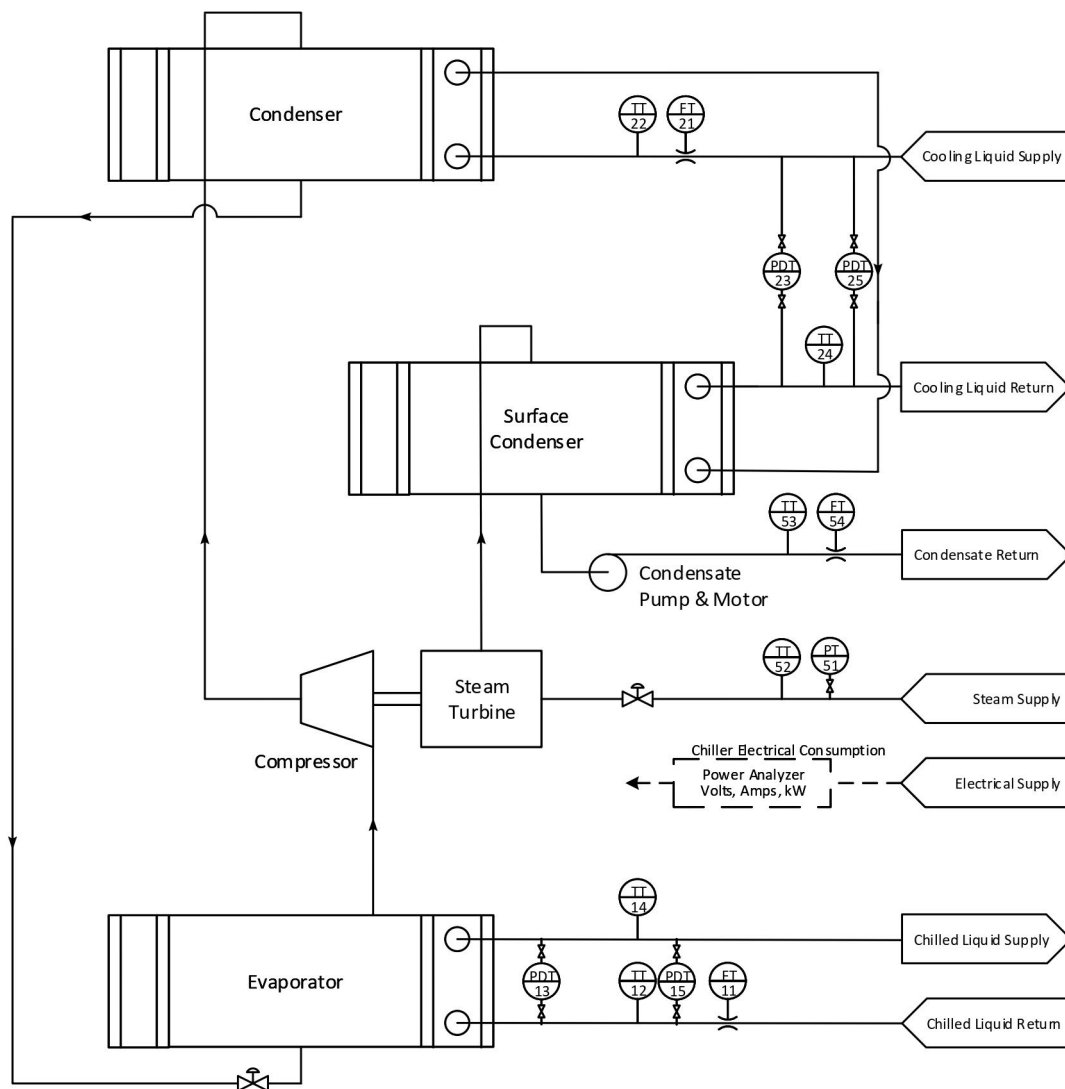 Condenser
TT
22
FT
21
Cooling Liquid Supply
PDT
23
PDT
25
TT
24
Cooling Liquid Return
Surface
Condenser
TT
53
FT
54
Condensate Return
Condensate
Pump & Motor
TT
52
PT
51
Steam
Turbine
Steam Supply
Compressor
Chiller Electrical Consumption
Power Analyzer
Volts, Amps, kW
Electrical Supply
TT
14
Chilled Liquid Supply
Evaporator
PDT
13
TT
12
PDT
15
FT
11
Chilled Liquid Return